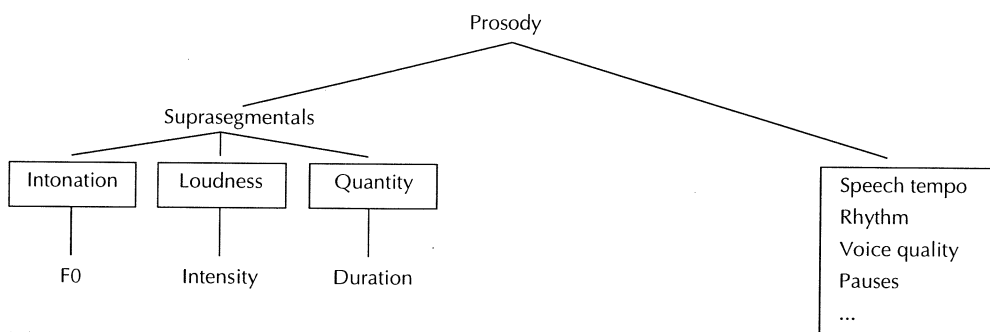 Prosody
Suprasegmentals
Intonation Loudness Quantity
F0 Intensity Duration
Speech tempo
Rhythm
Voice quality
Pauses
...